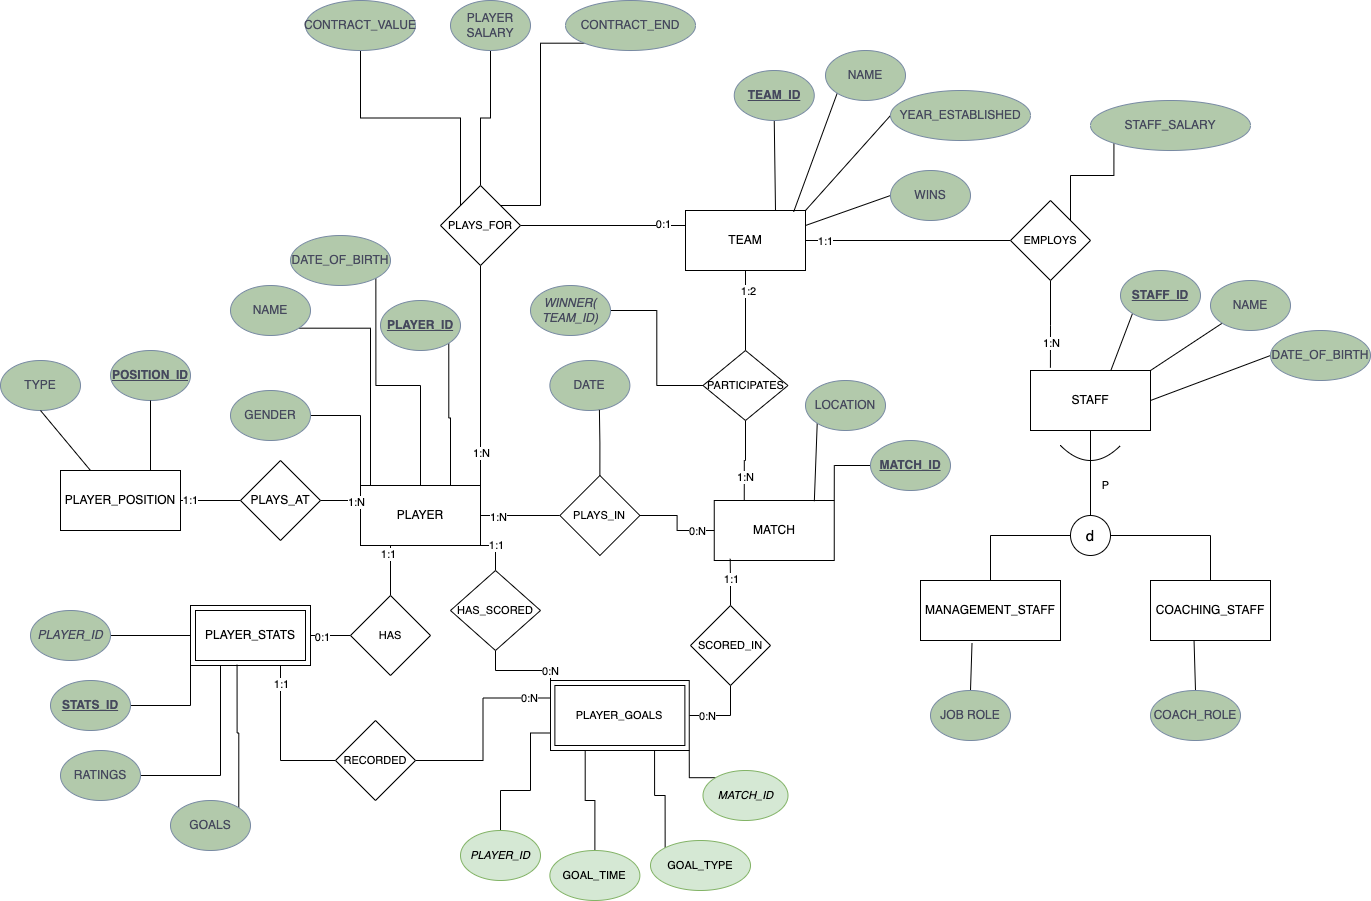 CONTRACT_VALUE
PLAYER
SALARY
CONTRACT_END
TEAM_ID
NAME
YEAR_ESTABLISHED
WINS
STAFF_SALARY
PLAYS_FOR
0:1
TEAM
1:1
EMPLOYS
DATE_OF_BIRTH
NAME
PLAYER_ID
WINNER(
TEAM_ID)
1:2
STAFF_ID
NAME
DATE_OF_BIRTH
1:N
TYPE
POSITION_ID
GENDER
DATE
PARTICIPATES
LOCATION
STAFF
MATCH_ID
1:N
1:N
P
PLAYER_POSITION
1:1
PLAYS_AT
1:N
PLAYER
1:N
PLAYS_IN
0:N
MATCH
d
1:1
1:1
1:1
HAS_SCORED
SCORED_IN
MANAGEMENT_STAFF
COACHING_STAFF
PLAYER_ID
PLAYER_STATS
0:1
HAS
0:N
1:1
STATS_ID
0:N
PLAYER_GOALS
0:N
JOB ROLE
COACH_ROLE
RATINGS
RECORDED
GOALS
MATCH_ID
PLAYER_ID
GOAL_TIME
GOAL_TYPE